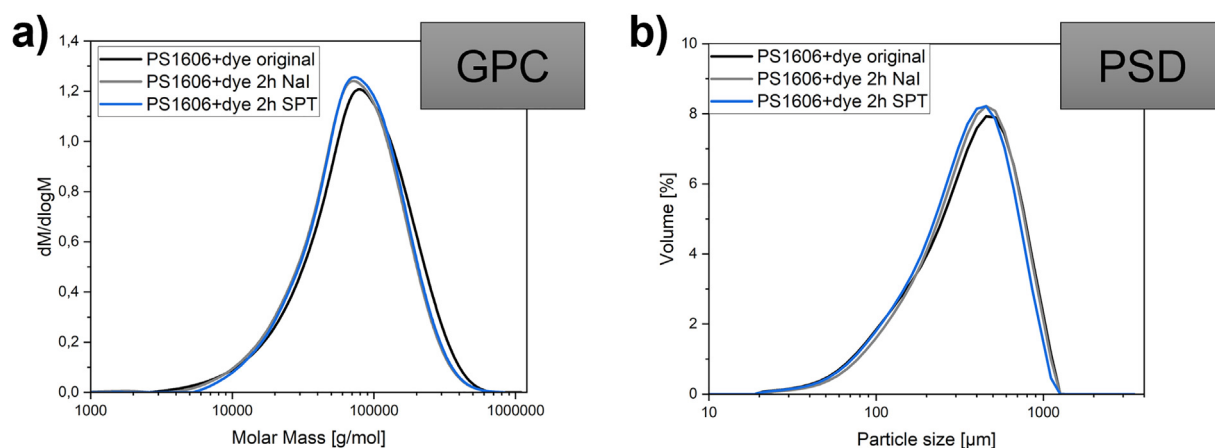 a)
GPC
PS1606+dye original
PS1606+dye 2h NaI
PS1606+dye 2h SPT
1,4
1,2
1,0
0,8
0,6
0,4
0,2
0,0
dM/dlogM
1000
10000
100000
1000000
Molar Mass [g/mol]
b)
PSD
PS1606+dye original
PS1606+dye 2h NaI
PS1606+dye 2h SPT
10
8
6
4
2
0
Volume [%]
10
100
1000
Particle size [µm]